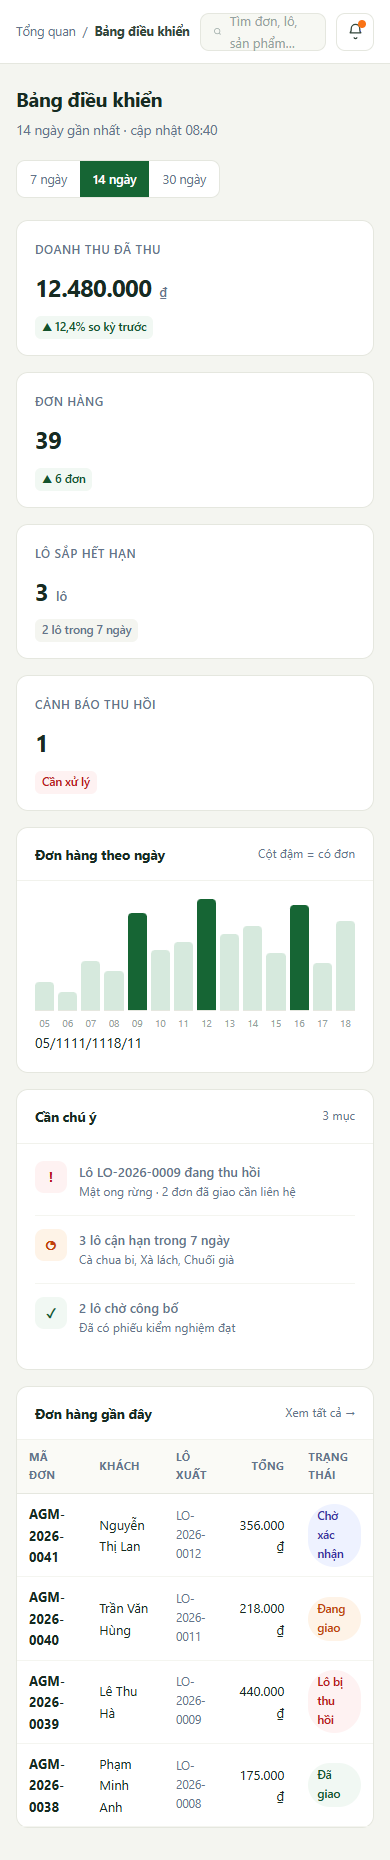 Tổng quan / Bảng điều khiển
Tìm đơn, lô,
sản phẩm...
Bảng điều khiển
14 ngày gần nhất · cập nhật 08:40
7 ngày 14 ngày 30 ngày
DOANH THU ĐÃ THU
12.480.000 ₫
▲ 12,4% so kỳ trước
ĐƠN HÀNG
39
▲ 6 đơn
LÔ SẮP HẾT HẠN
3 lô
2 lô trong 7 ngày
CẢNH BÁO THU HỒI
1
Cần xử lý
Đơn hàng theo ngày
Cột đậm = có đơn
05 06 07 08 09 10 11 12 13 14 15 16 17 18
05/1111/1118/11
Cần chú ý
3 mục
!
Lô LO-2026-0009 đang thu hồi
Mật ong rừng · 2 đơn đã giao cần liên hệ
◔
3 lô cận hạn trong 7 ngày
Cà chua bi, Xà lách, Chuối già
✓
2 lô chờ công bố
Đã có phiếu kiểm nghiệm đạt
Đơn hàng gần đây
Xem tất cả →
MÃ
ĐƠN
KHÁCH
LÔ
XUẤT
TỔNG
TRẠNG
THÁI
AGM-
2026-
0041
Nguyễn
Thị Lan
LO-
2026-
0012
356.000
₫
Chờ
xác
nhận
AGM-
2026-
0040
Trần Văn
Hùng
LO-
2026-
0011
218.000
₫
Đang
giao
AGM-
2026-
0039
Lê Thu
Hà
LO-
2026-
0009
440.000
₫
Lô bị
thu
hồi
AGM-
2026-
0038
Phạm
Minh
Anh
LO-
2026-
0008
175.000
₫
Đã
giao